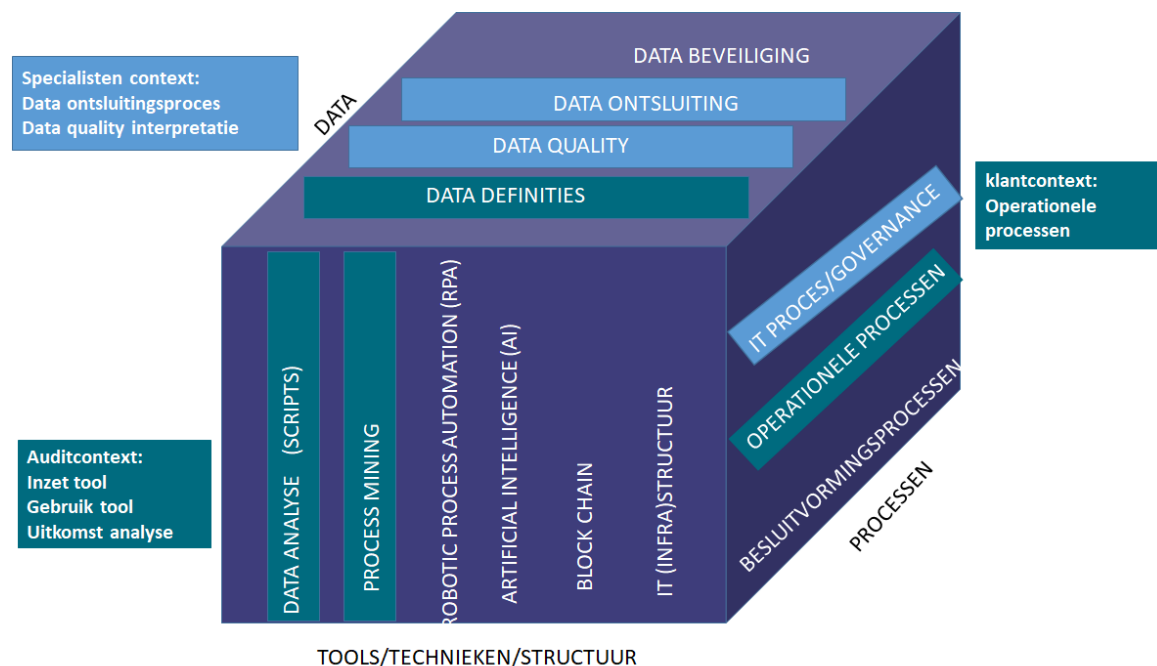 Specialisten context:
Data ontsluitingsproces
Data quality interpretatie
DATA
DATA BEVEILIGING
DATA ONTSLUITING
DATA QUALITY
DATA DEFINITIES
klantcontext:
Operationele
processen
Auditcontext:
Inzet tool
Gebruik tool
Uitkomst analyse
DATA ANALYSE (SCRIPTS)
PROCESS MINING
ROBOTIC PROCESS AUTOMATION (RPA)
ARTIFICIAL INTELLIGENCE (AI)
BLOCK CHAIN
IT (INFRA)STRUCTUUR
IT PROCES/GOVERNANCE
OPERATIONELE PROCESSEN
BESLUITVORMINGSPROCESSEN
PROCESSEN
TOOLS/TECHNIEKEN/STRUCTUUR